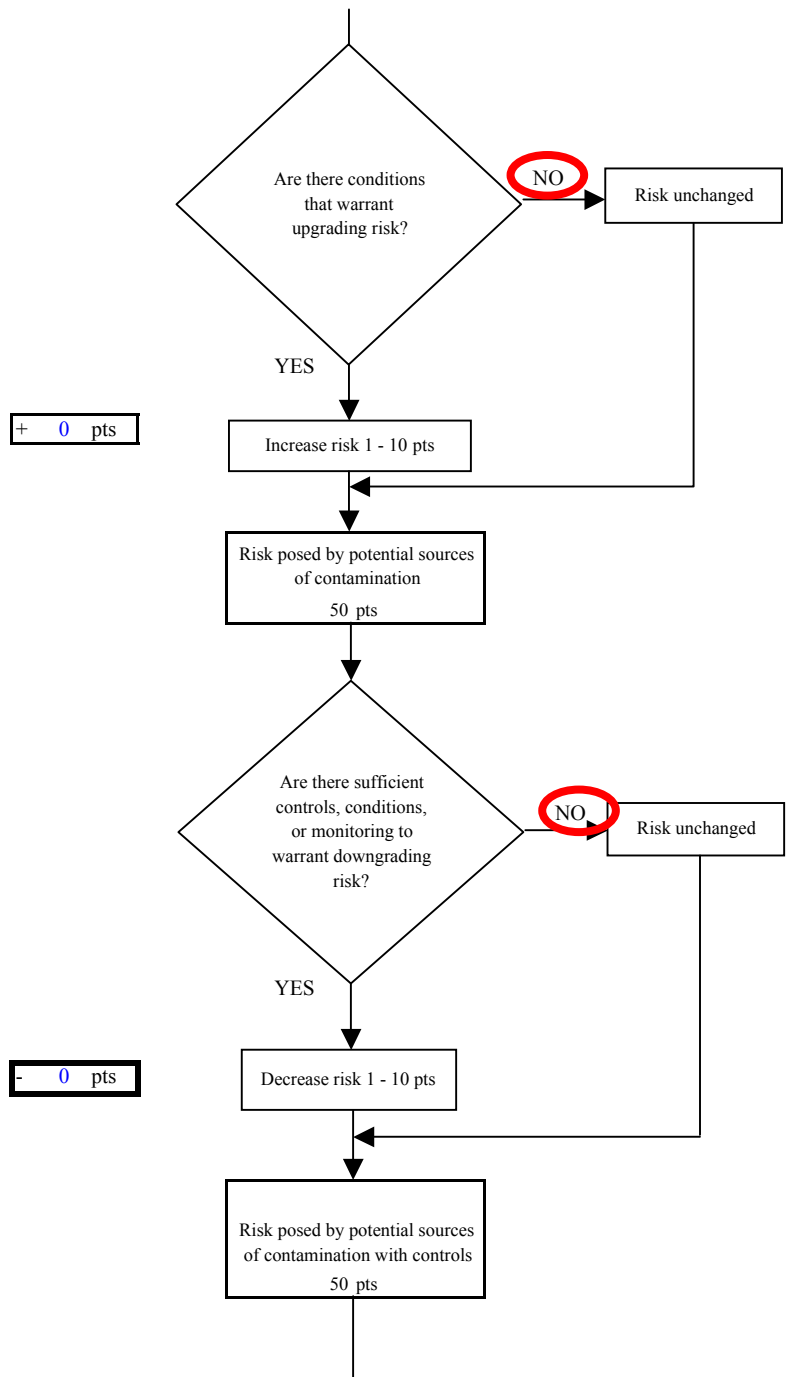 Are there conditions
that warrant
upgrading risk?
NO
Risk unchanged
YES
+ 0 pts
Increase risk 1 - 10 pts
Risk posed by potential sources
of contamination
50 pts
Are there sufficient
controls, conditions,
or monitoring to
warrant downgrading
risk?
NO
Risk unchanged
YES
- 0 pts
Decrease risk 1 - 10 pts
Risk posed by potential sources
of contamination with controls
50 pts